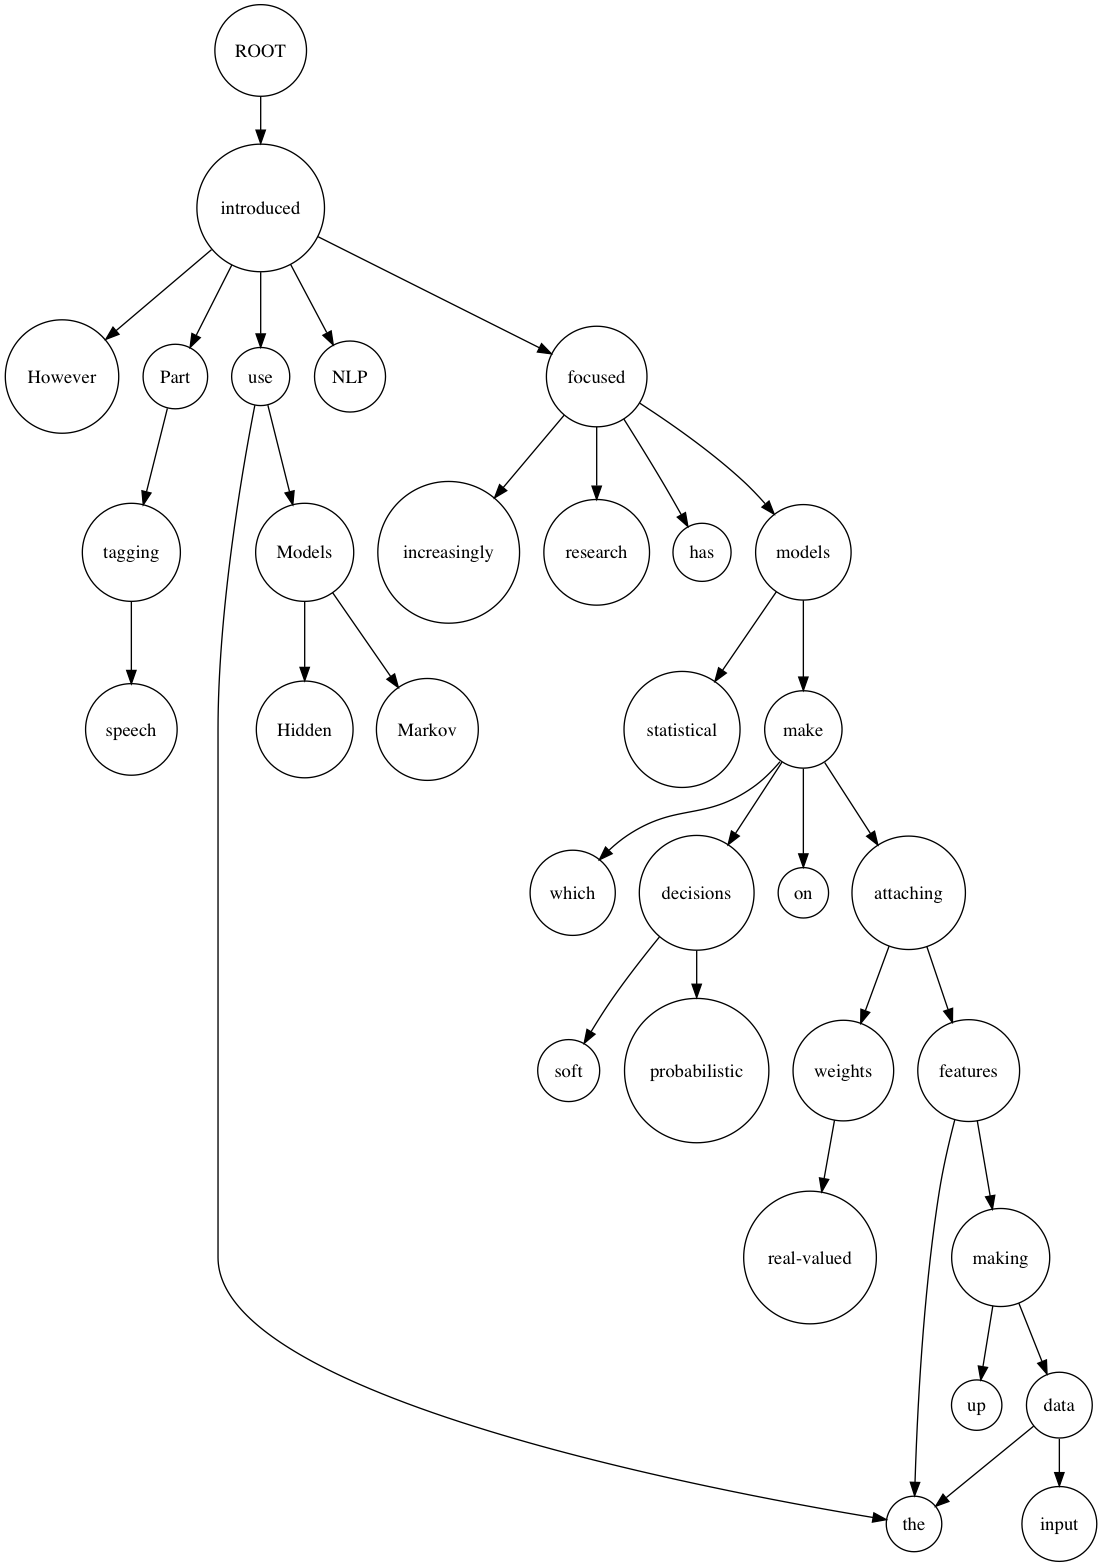 ROOT
introduced
However
Part
use
NLP
focused
tagging
Models
increasingly
research
has
models
speech
Hidden
Markov
statistical
make
which
decisions
on
attaching
soft
probabilistic
weights
features
real-valued
making
up
data
the
input